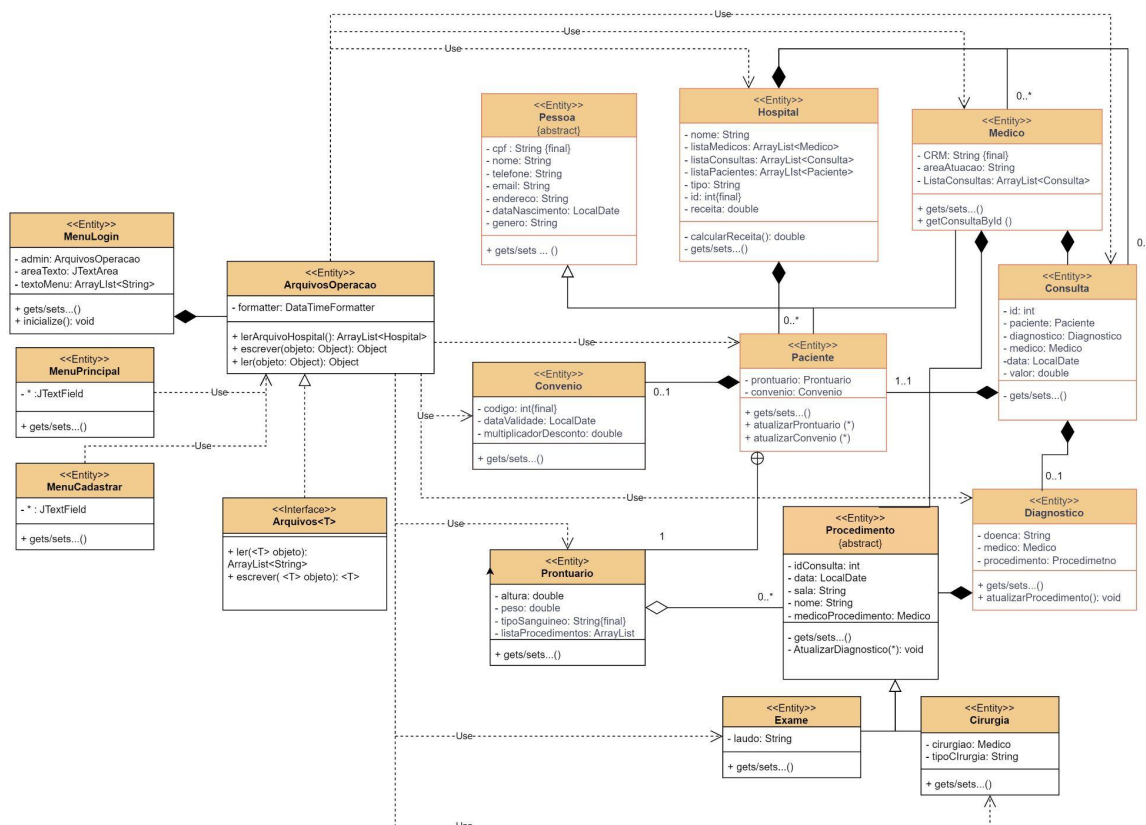 Use
Use
Use
<<Entity>>
Pessoa
{abstract}
- cpf : String {final}
- nome: String
- telefone: String
- email: String
- endereco: String
- dataNascimento: LocalDate
- genero: String
+ gets/sets ... ()
<<Entity>>
Hospital
- nome: String
- listaMedicos: ArrayList<Medico>
- listaConsultas: ArrayList<Consulta>
- listaPacientes: ArrayLIst<Paciente>
- tipo: String
- id: int{final}
- receita: double
- calcularReceita(): double
- gets/sets...()
0..*
<<Entity>>
Medico
- CRM: String {final}
- areaAtuacao: String
- ListaConsultas: ArrayList<Consulta>
+ gets/sets...()
+ getConsultaById ()
0.
<<Entity>>
MenuLogin
- admin: ArquivosOperacao
- areaTexto: JTextArea
- textoMenu: ArrayLIst<String>
+ gets/sets...()
+ inicialize(): void
<<Entity>>
ArquivosOperacao
- formatter: DataTimeFormatter
+ lerArquivoHospital(): ArrayList<Hospital>
+ escrever(objeto: Object): Object
+ ler(objeto: Object): Object
<<Entity>>
Consulta
- id: int
- paciente: Paciente
- diagnostico: Diagnostico
- medico: Medico
-data: LocalDate
- valor: double
- gets/sets...()
0..*
Use
<<Entity>>
Paciente
- prontuario: Prontuario
- convenio: Convenio
+ gets/sets...()
+ atualizarProntuario (*)
+ atualizarConvenio (*)
1..1
<<Entity>>
MenuPrincipal
- * :JTextField
+ gets/sets...()
Use
Use
<<Entity>>
Convenio
- codigo: int{final}
- dataValidade: LocalDate
- multiplicadorDesconto: double
+ gets/sets...()
0..1
Use
<<Entity>>
MenuCadastrar
- * : JTextField
+ gets/sets...()
<<Interface>>
Arquivos<T>
+ ler(<T> objeto):
ArrayList<String>
+ escrever( <T> objeto): <T>
0..1
Use
<<Entity>>
Diagnostico
- doenca: String
- medico: Medico
- procedimento: Procedimetno
+ gets/sets...()
+ atualizarProcedimento(): void
Use
1
<<Entity>
Prontuario
- altura: double
- peso: double
- tipoSanguineo: String{final}
- listaProcedimentos: ArrayList
+ gets/sets...()
0..*
<<Entity>>
Procedimento
{abstract}
- idConsulta: int
- data: LocalDate
- sala: String
- nome: String
- medicoProcedimento: Medico
- gets/sets...()
- AtualizarDiagnostico(*): void
Use
<<Entity>>
Exame
- laudo: String
+ gets/sets...()
<<Entity>>
Cirurgia
- cirurgiao: Medico
- tipoCIrurgia: String
+ gets/sets...()
Use